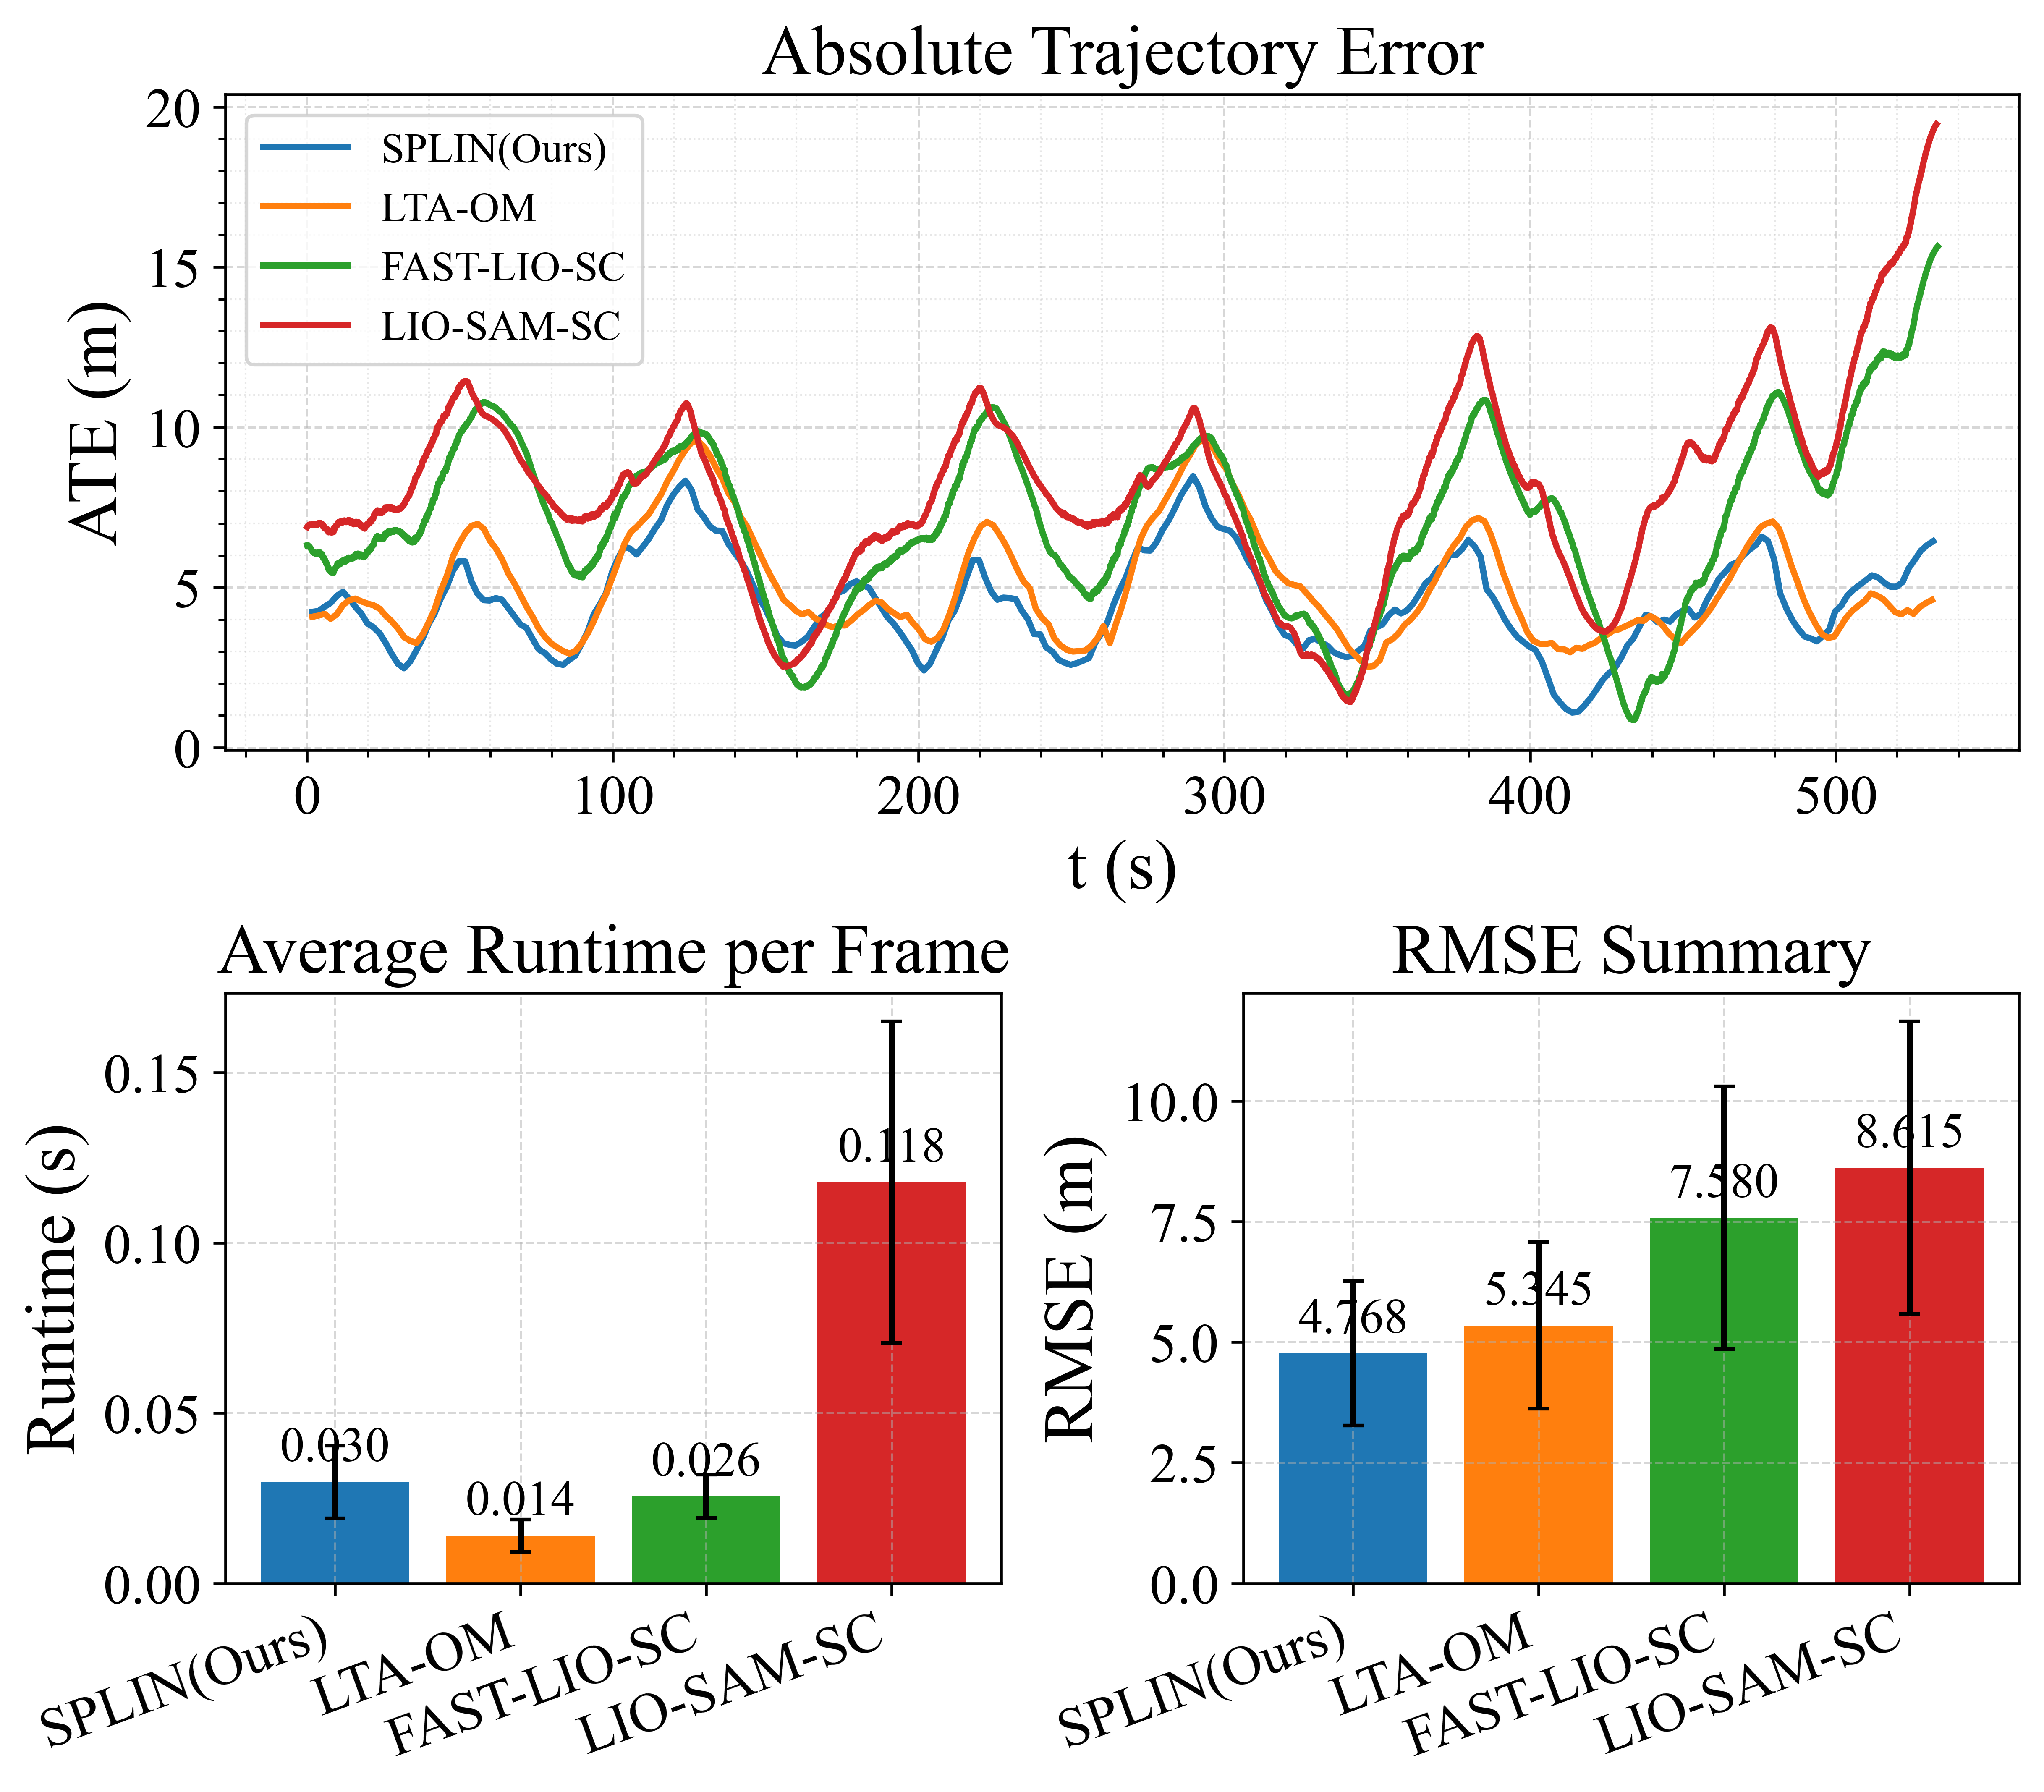 Absolute Trajectory Error
ATE (m)
20
15
10
5
0
SPLIN(Ours)
LTA-OM
FAST-LIO-SC
LIO-SAM-SC
0 100 200 300 400 500
t (s)
Average Runtime per Frame
Runtime (s)
0.15
0.10
0.05
0.00
0.030
0.014
0.026
0.118
SPLIN(Ours)
LTA-OM
FAST-LIO-SC
LIO-SAM-SC
RMSE Summary
RMSE (m)
10.0
7.5
5.0
2.5
0.0
4.768
5.345
7.580
8.615
SPLIN(Ours)
LTA-OM
FAST-LIO-SC
LIO-SAM-SC